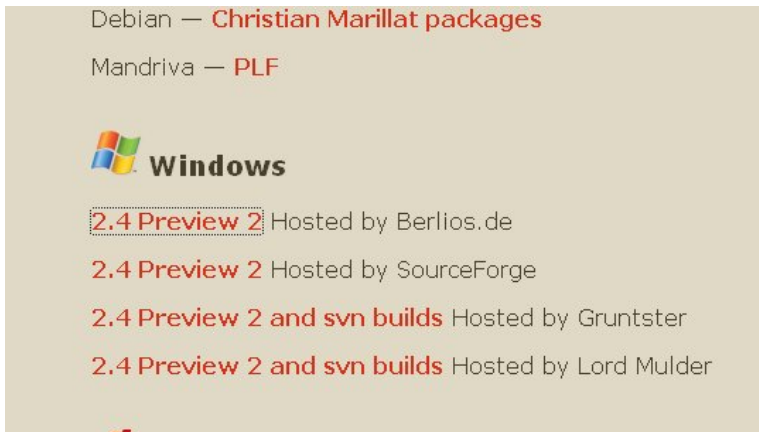 Debian — Christian Marillat packages
Mandriva — PLF
Windows
2.4 Preview 2 Hosted by Berlios.de
2.4 Preview 2 Hosted by SourceForge
2.4 Preview 2 and svn builds Hosted by Gruntster
2.4 Preview 2 and svn builds Hosted by Lord Mulder